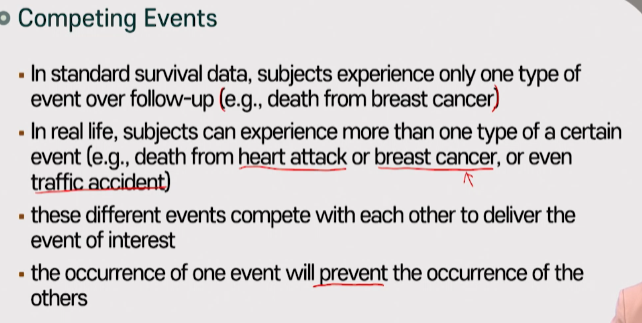 Competing Events
▪ In standard survival data, subjects experience only one type of
event over follow-up (e.g., death from breast cancer)
▪ In real life, subjects can experience more than one type of a certain
event (e.g., death from heart attack or breast cancer, or even
traffic accident)
▪ these different events compete with each other to deliver the
event of interest
▪ the occurrence of one event will prevent the occurrence of the
others